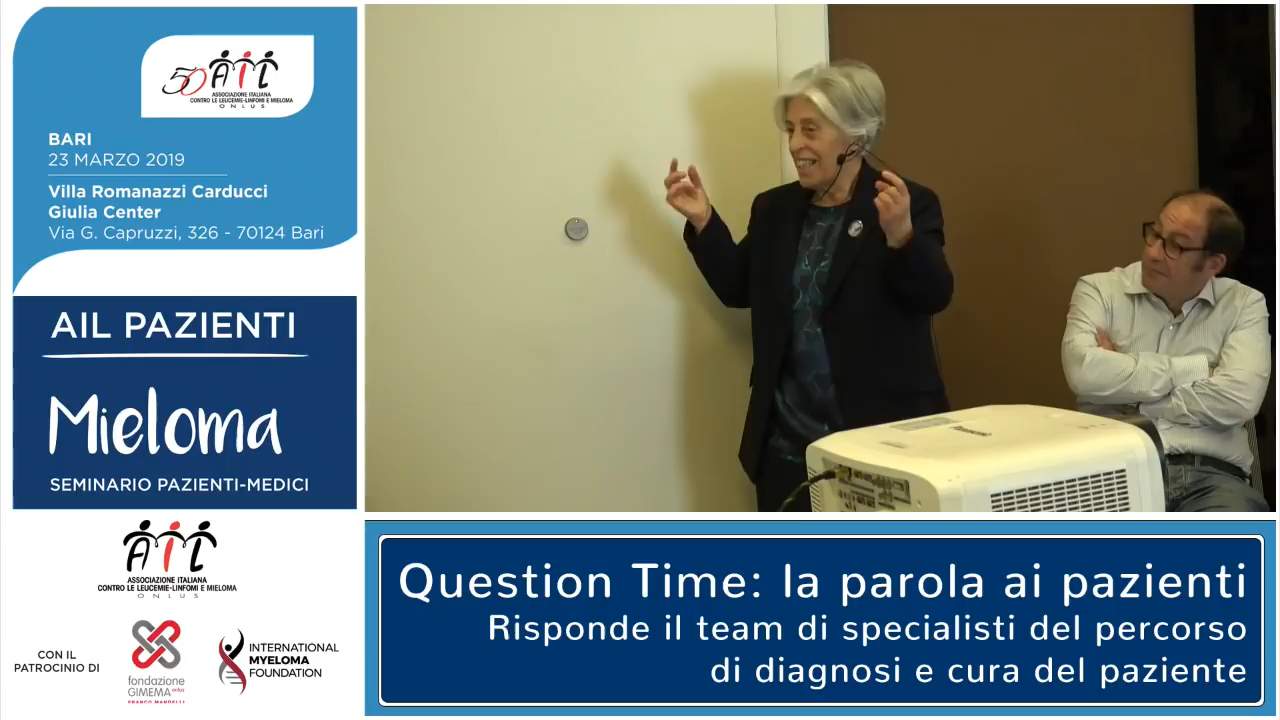 50 AIL
ASSOCIAZIONE ITALIANA
CONTRO LE LEUCEMIE-LINFOMI E MIELOMA
ONLUS
BARI
23 MARZO 2019
Villa Romanazzi Carducci
Giulia Center
Via G. Capruzzi, 326 - 70124 Bari
AIL PAZIENTI
Mieloma
SEMINARIO PAZIENTI-MEDICI
AIL
ASSOCIAZIONE ITALIANA
CONTRO LE LEUCEMIE-LINFOMI E MIELOMA
ONLUS
CON IL
PATROCINIO DI
fondazione
GIMEMA onlus
FRANCO MANDELLI
INTERNATIONAL
MYELOMA
FOUNDATION
Panasonic
Question Time: la parola ai pazienti
Risponde il team di specialisti del percorso
di diagnosi e cura del paziente